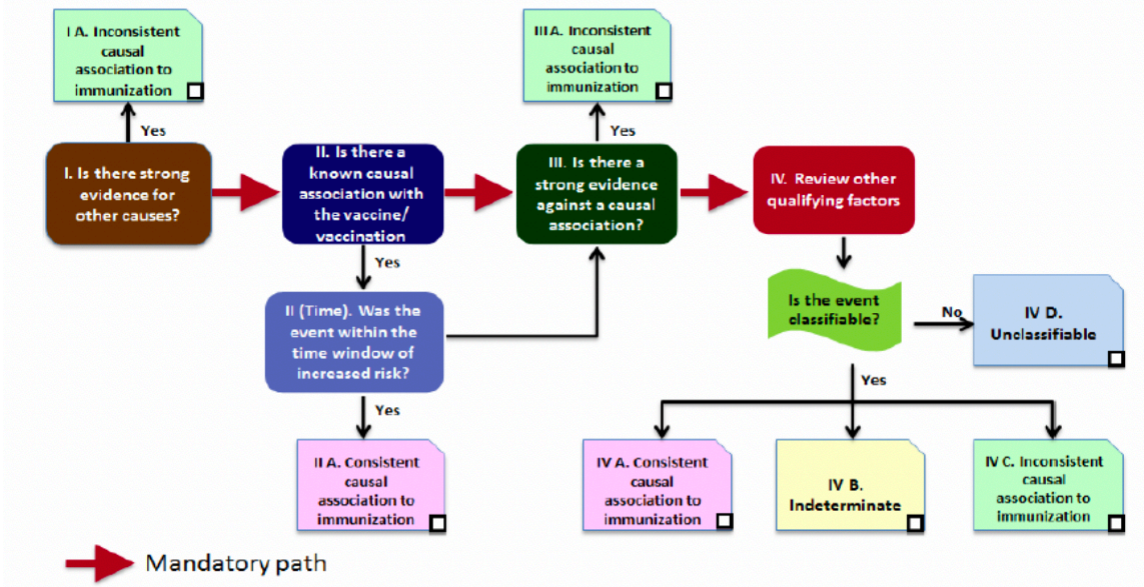 I A. Inconsistent
causal
association to
immunization
Yes
I. Is there strong
evidence for
other causes?
II. Is there a
known causal
association with
the vaccine/
vaccination
Yes
II (Time). Was the
event within the
time window of
increased risk?
Yes
II A. Consistent
causal
association to
immunization
III A. Inconsistent
causal
association to
immunization
Yes
III. Is there a
strong evidence
against a causal
association?
IV. Review other
qualifying factors
Is the event
classifiable?
No
IV D.
Unclassifiable
Yes
IV A. Consistent
causal
association to
immunization
IV B.
Indeterminate
IV C. Inconsistent
causal
association to
immunization
Mandatory path